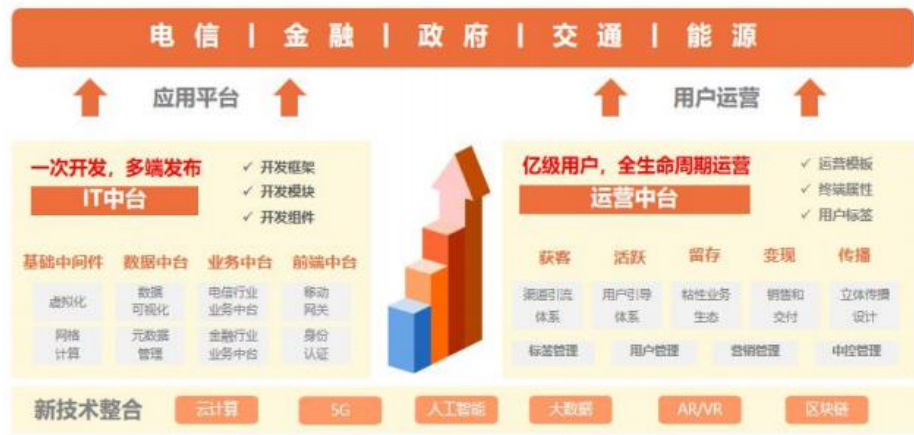 电信 | 金融 | 政府 | 交通 | 能源
应用平台
用户运营
一次开发，多端发布
IT中台
✓ 开发框架
✓ 开发模块
✓ 开发组件
基础中间件 数据中台 业务中台 前端中台
虚拟化
数据
可视化
电信行业
业务中台
移动
网关
网格
计算
元数据
管理
金融行业
业务中台
身份
认证
亿级用户，全生命周期运营
运营中台
✓ 运营模板
✓ 终端属性
✓ 用户标签
获客 活跃 留存 变现 传播
渠道引流
体系
用户引导
体系
粘性业务
生态
销售和
交付
立体传播
设计
标签管理 用户管理 营销管理 中控管理
新技术整合 云计算 5G 人工智能 大数据 AR/VR 区块链